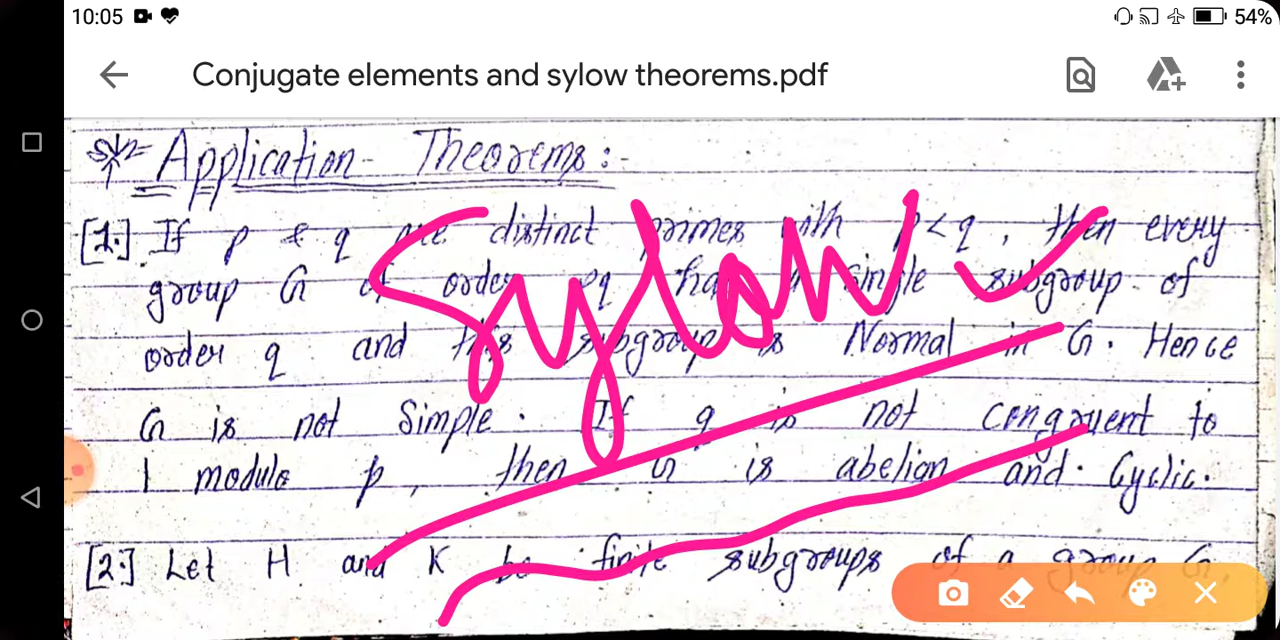 10:05
54%
Conjugate elements and sylow theorems.pdf
Application Theorems:-
[1.] If p & q are distinct primes with p < q, then every
group G of order pq has a single subgroup of
order q and this subgroup is Normal in G. Hence
G is not Simple. If q is not congruent to
1 modulo p, then G is abelian and Cyclic.
[2.] Let H and K be finite subgroups of a group G.
Sylow